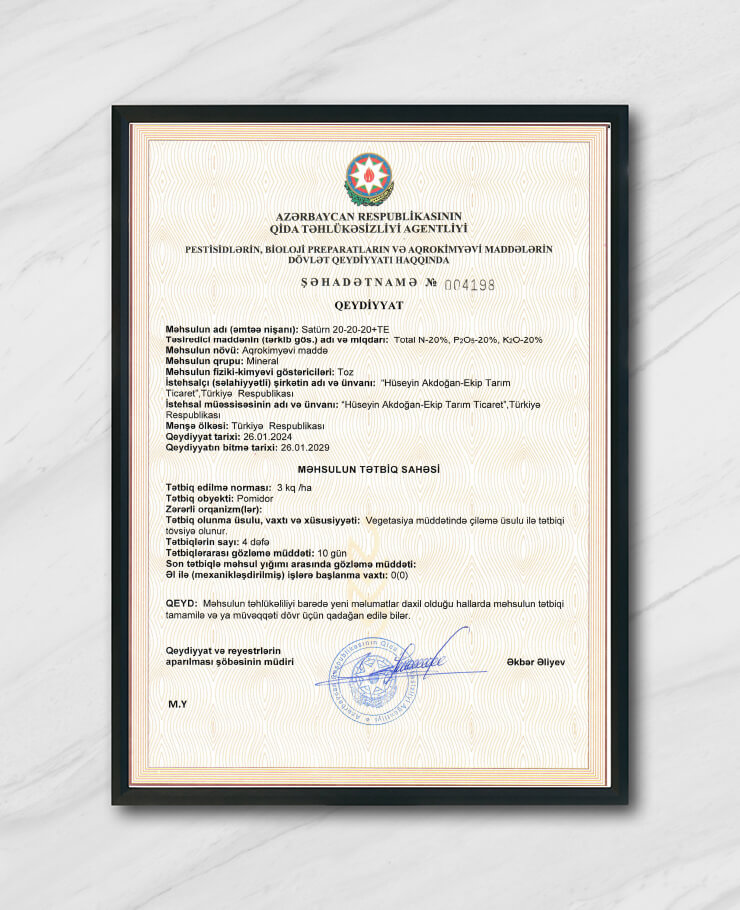 AZƏRBAYCAN RESPUBLİKASININ
QİDA TƏHLÜKƏSİZLİYİ AGENTLİYİ
PESTİSİDLƏRİN, BİOLOJİ PREPARATLARIN VƏ AQROKİMYƏVİ MADDƏLƏRİN
DÖVLƏT QEYDİYYATI HAQQINDA
ŞƏHADƏTNAMƏ № 004198
QEYDİYYAT
Məhsulun adı (əmtəə nişanı): Satürn 20-20-20+TE
Təsiredici maddənin (tərkib gös.) adı və miqdarı: Total N-20%, P₂O₅-20%, K₂O-20%
Məhsulun növü: Aqrokimyəvi maddə
Məhsulun qrupu: Mineral
Məhsulun fiziki-kimyəvi göstəriciləri: Toz
İstehsalçı (səlahiyyətli) şirkətin adı və ünvanı: "Hüseyin Akdoğan-Ekip Tarım
Ticaret",Türkiyə Respublikası
İstehsal müəssisəsinin adı və ünvanı: "Hüseyin Akdoğan-Ekip Tarım Ticaret",Türkiyə
Respublikası
Mənşə ölkəsi: Türkiyə Respublikası
Qeydiyyat tarixi: 26.01.2024
Qeydiyyatın bitmə tarixi: 26.01.2029
MƏHSULUN TƏTBİQ SAHƏSİ
Tətbiq edilmə norması: 3 kq /ha
Tətbiq obyekti: Pomidor
Zərərli orqanizm(lər):
Tətbiq olunma üsulu, vaxtı və xüsusiyyəti: Vegetasiya müddətində çiləmə üsulu ilə tətbiqi
tövsiyə olunur.
Tətbiqlərin sayı: 4 dəfə
Tətbiqlərarası gözləmə müddəti: 10 gün
Son tətbiqlə məhsul yığımı arasında gözləmə müddəti:
Əl ilə (mexanikləşdirilmiş) işlərə başlanma vaxtı: 0(0)
QEYD: Məhsulun təhlükəliliyi barədə yeni məlumatlar daxil olduğu hallarda məhsulun tətbiqi
tamamilə və ya müvəqqəti dövr üçün qadağan edilə bilər.
Qeydiyyat və reyestrlərin
aparılması şöbəsinin müdiri
Əkbər Əliyev
M.Y